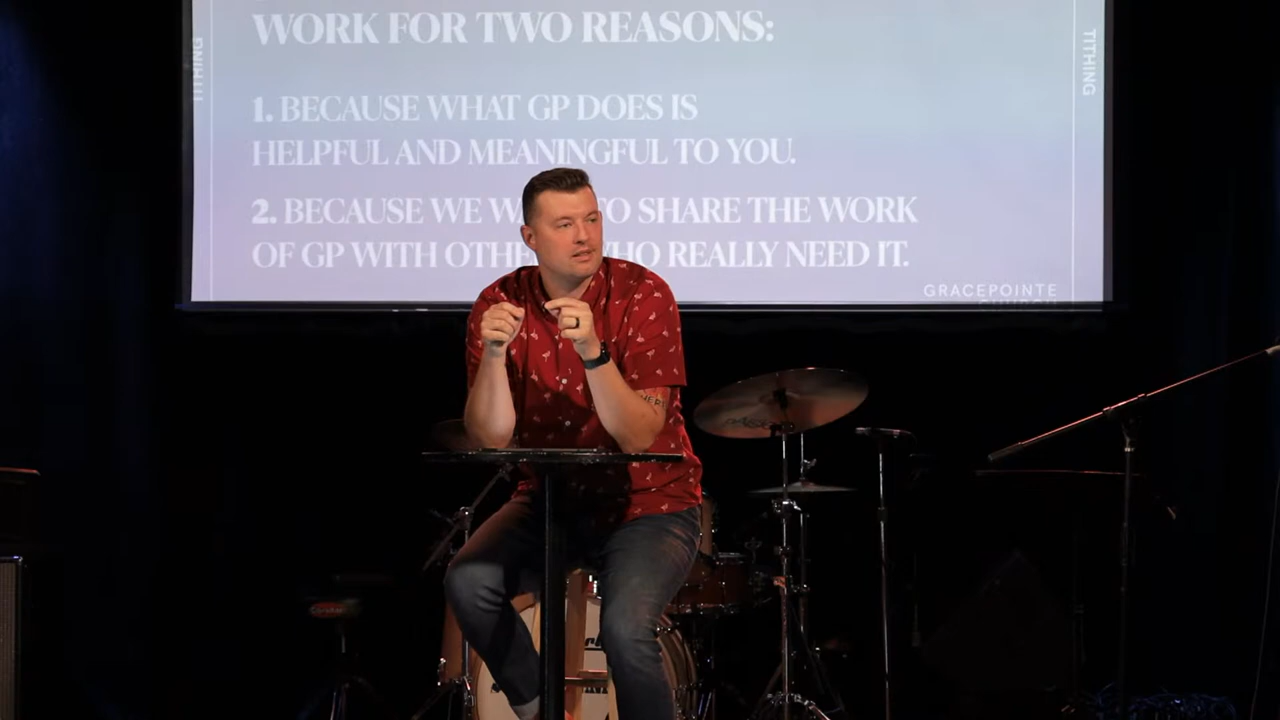 WORK FOR TWO REASONS:
1. BECAUSE WHAT GP DOES IS
HELPFUL AND MEANINGFUL TO YOU.
2. BECAUSE WE TO SHARE THE WORK
OF GP WITH REALLY NEED IT.
GRACEPOINTE
CHURCH
TITHING
TITHING